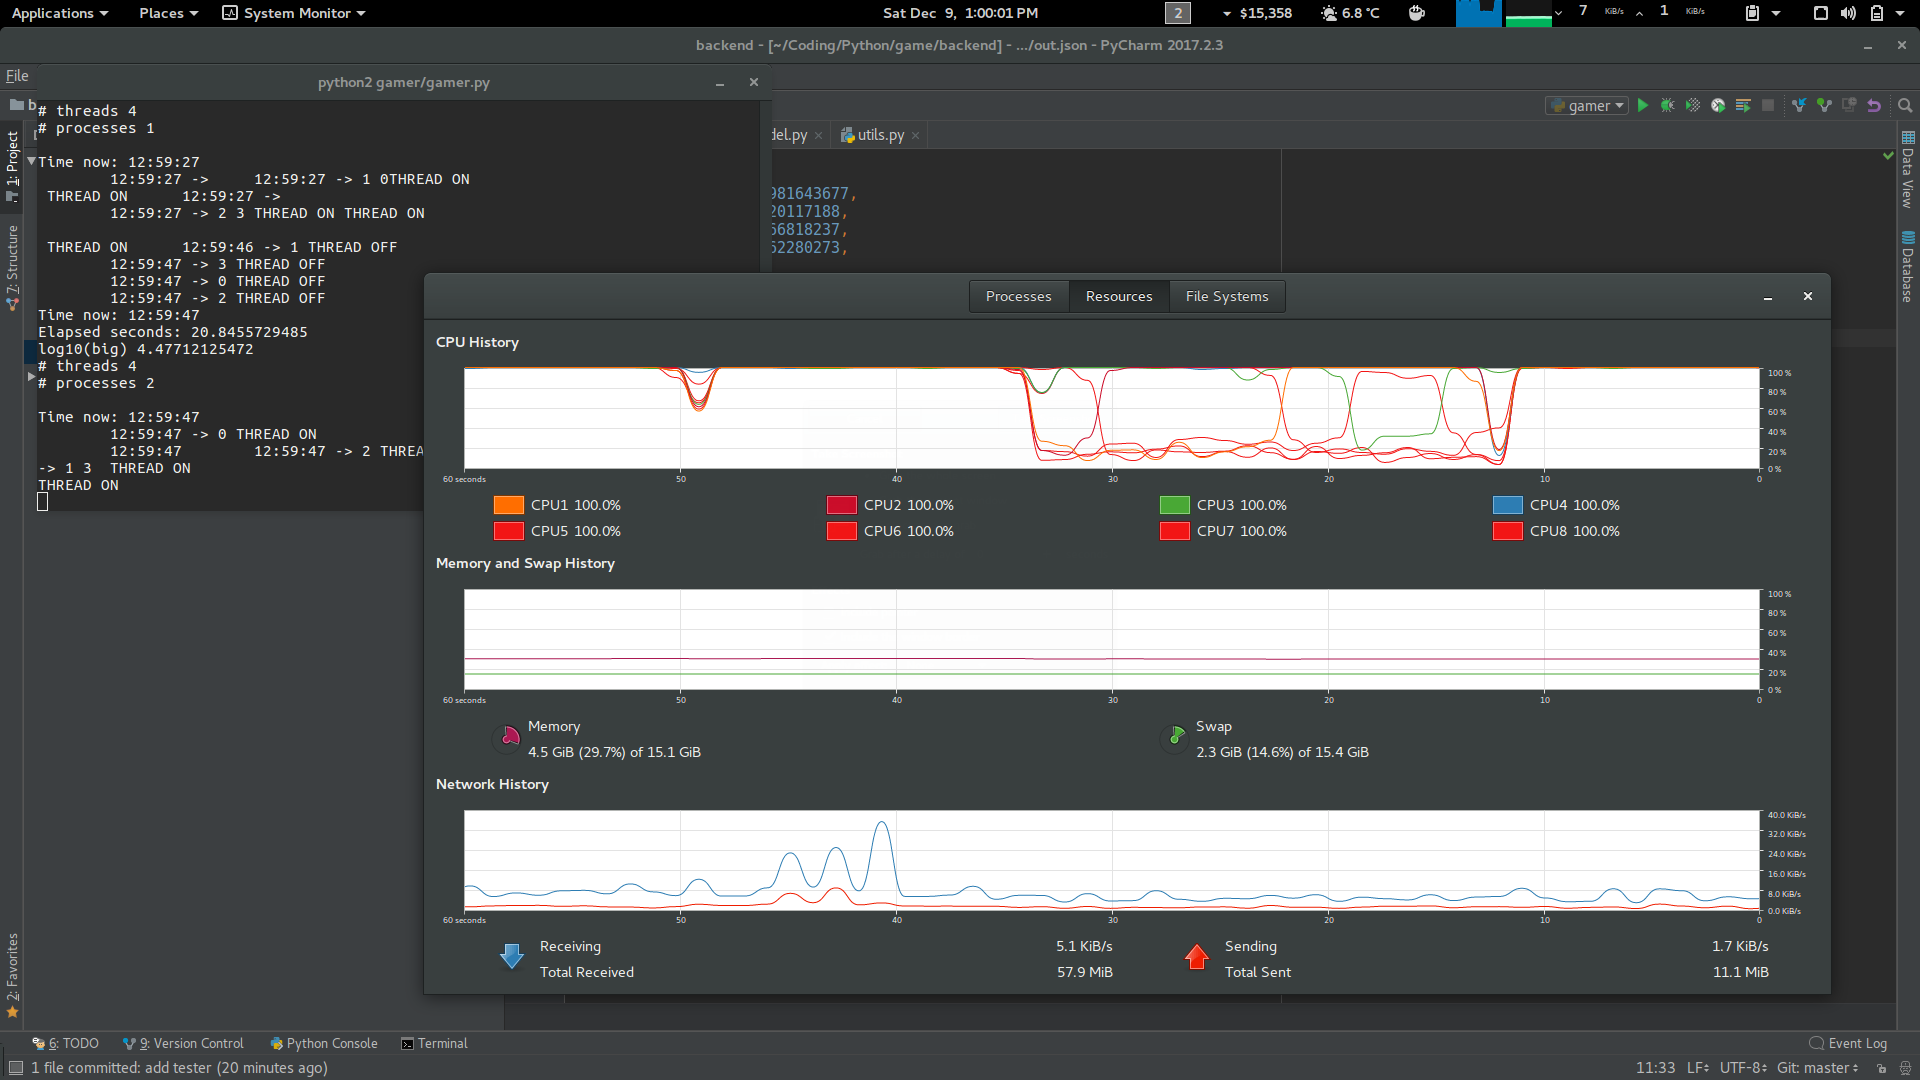 Applications Places System Monitor Sat Dec 9, 1:00:01 PM 2 $15,358 6.8 °C 7 KiB/s 1 KiB/s
backend - [~/Coding/Python/game/backend] - .../out.json - PyCharm 2017.2.3
File
python2 gamer/gamer.py
b
gamer
del.py utils.py
# threads 4
# processes 1
Time now: 12:59:27
12:59:27 -> 12:59:27 -> 1 0THREAD ON
THREAD ON 12:59:27 ->
12:59:27 -> 2 3 THREAD ON THREAD ON
THREAD ON 12:59:46 -> 1 THREAD OFF
12:59:47 -> 3 THREAD OFF
12:59:47 -> 0 THREAD OFF
12:59:47 -> 2 THREAD OFF
Time now: 12:59:47
Elapsed seconds: 20.8455729485
log10(big) 4.47712125472
# threads 4
# processes 2
Time now: 12:59:47
12:59:47 -> 0 THREAD ON
12:59:47 12:59:47 -> 2 THREA
-> 1 3 THREAD ON
THREAD ON
981643677,
20117188,
66818237,
62280273,
1: Project
7: Structure
2: Favorites
Data View
Database
Processes Resources File Systems
CPU History
100 %
80 %
60 %
40 %
20 %
0 %
60 seconds 50 40 30 20 10 0
CPU1 100.0% CPU2 100.0% CPU3 100.0% CPU4 100.0%
CPU5 100.0% CPU6 100.0% CPU7 100.0% CPU8 100.0%
Memory and Swap History
100 %
80 %
60 %
40 %
20 %
0 %
60 seconds 50 40 30 20 10 0
Memory Swap
4.5 GiB (29.7%) of 15.1 GiB 2.3 GiB (14.6%) of 15.4 GiB
Network History
40.0 KiB/s
32.0 KiB/s
24.0 KiB/s
16.0 KiB/s
8.0 KiB/s
0.0 KiB/s
60 seconds 50 40 30 20 10 0
Receiving 5.1 KiB/s Sending 1.7 KiB/s
Total Received 57.9 MiB Total Sent 11.1 MiB
6: TODO 9: Version Control Python Console Terminal Event Log
1 file committed: add tester (20 minutes ago) 11:33 LF UTF-8 Git: master